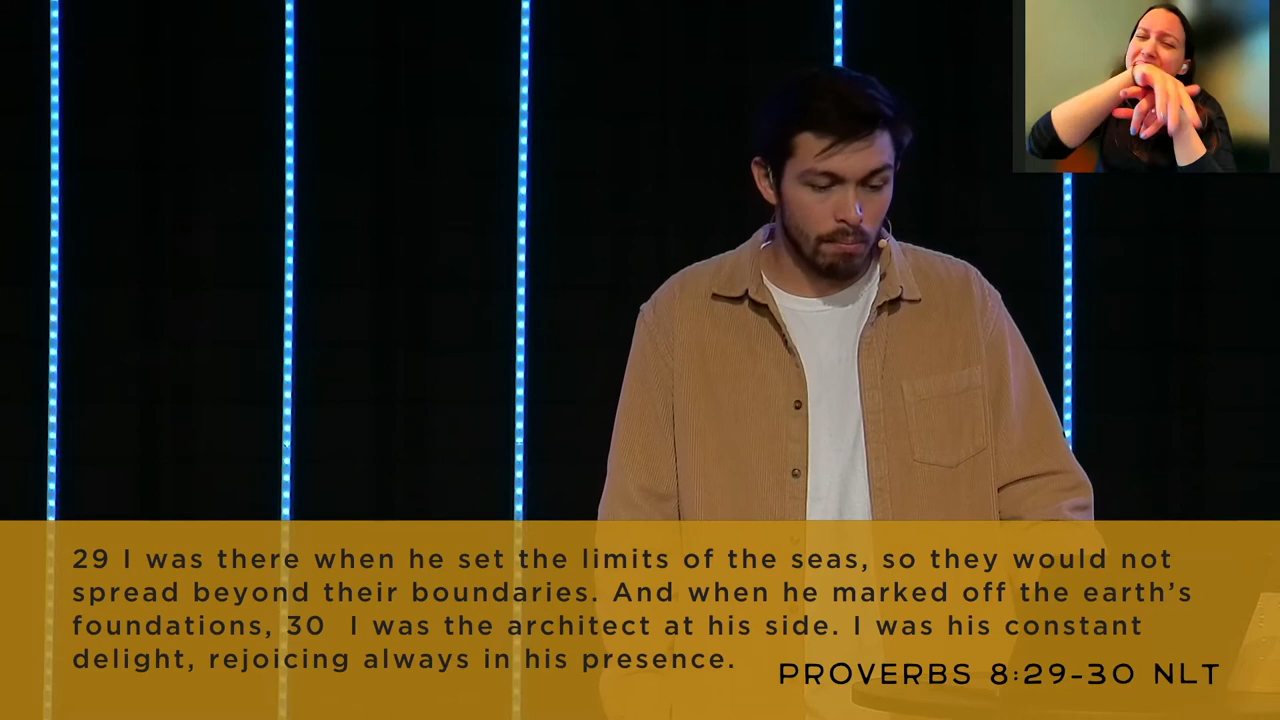 29 I was there when he set the limits of the seas, so they would not
spread beyond their boundaries. And when he marked off the earth’s
foundations, 30 I was the architect at his side. I was his constant
delight, rejoicing always in his presence.
PROVERBS 8:29-30 NLT